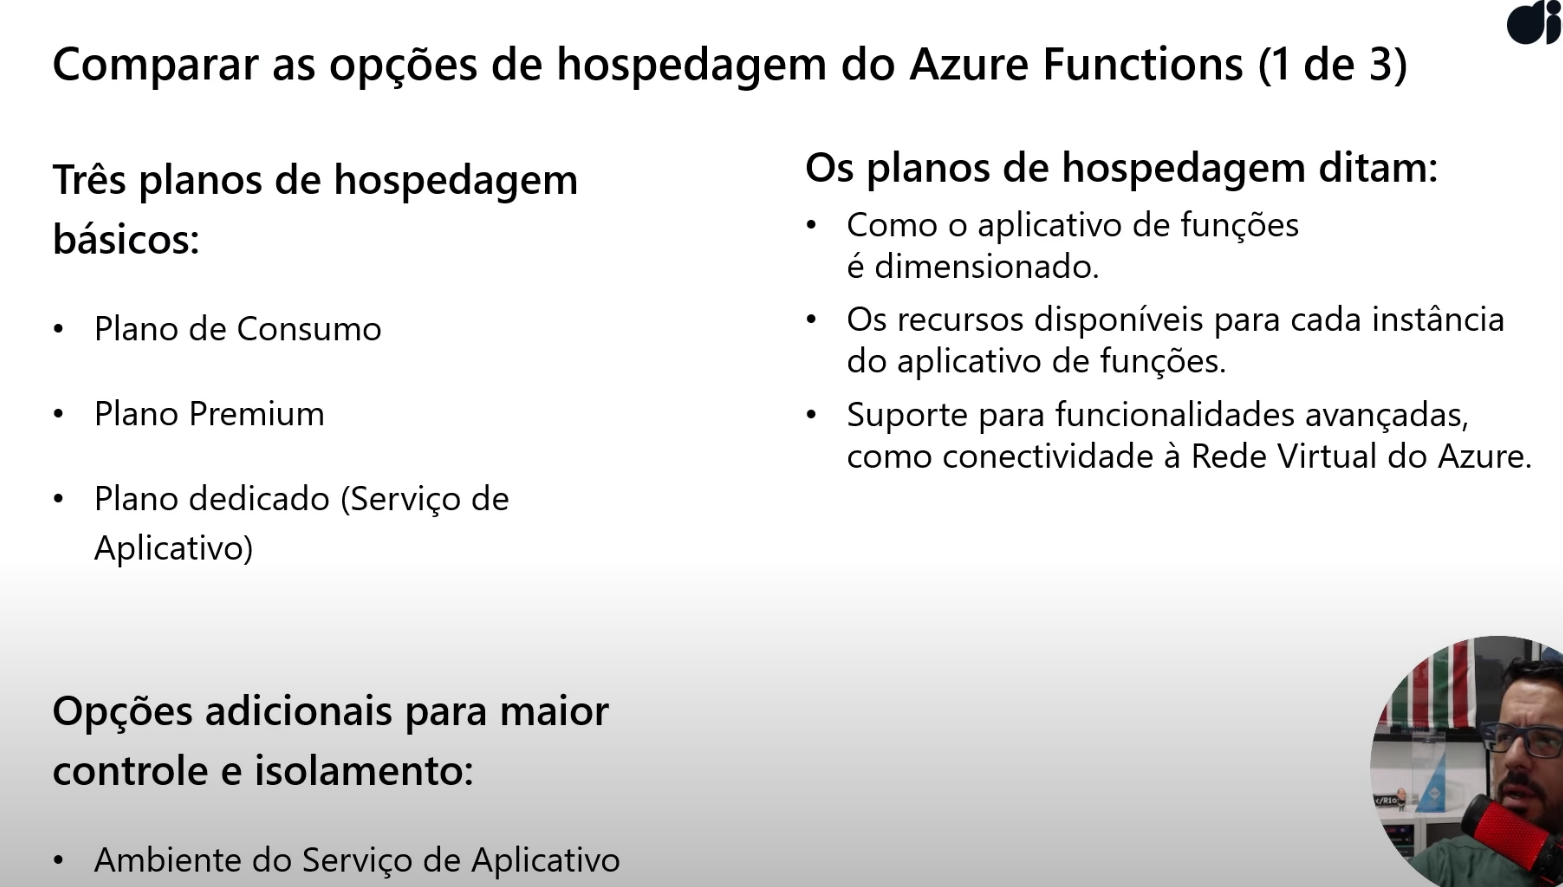 Comparar as opções de hospedagem do Azure Functions (1 de 3)
Três planos de hospedagem
básicos:
• Plano de Consumo
• Plano Premium
• Plano dedicado (Serviço de
Aplicativo)
Opções adicionais para maior
controle e isolamento:
• Ambiente do Serviço de Aplicativo
Os planos de hospedagem ditam:
• Como o aplicativo de funções
é dimensionado.
• Os recursos disponíveis para cada instância
do aplicativo de funções.
• Suporte para funcionalidades avançadas,
como conectividade à Rede Virtual do Azure.
di